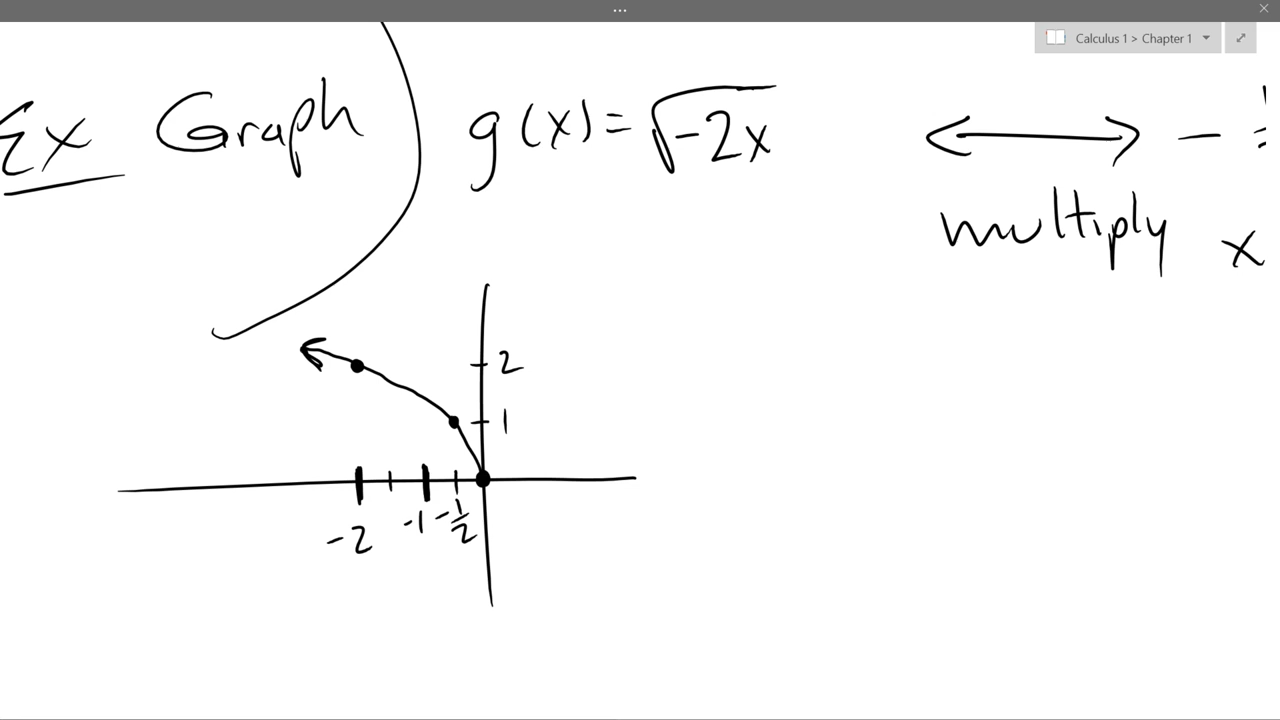 Calculus 1 > Chapter 1
Ex Graph g(x) = √-2x
multiply x
2
1
-2 -1 -1/2